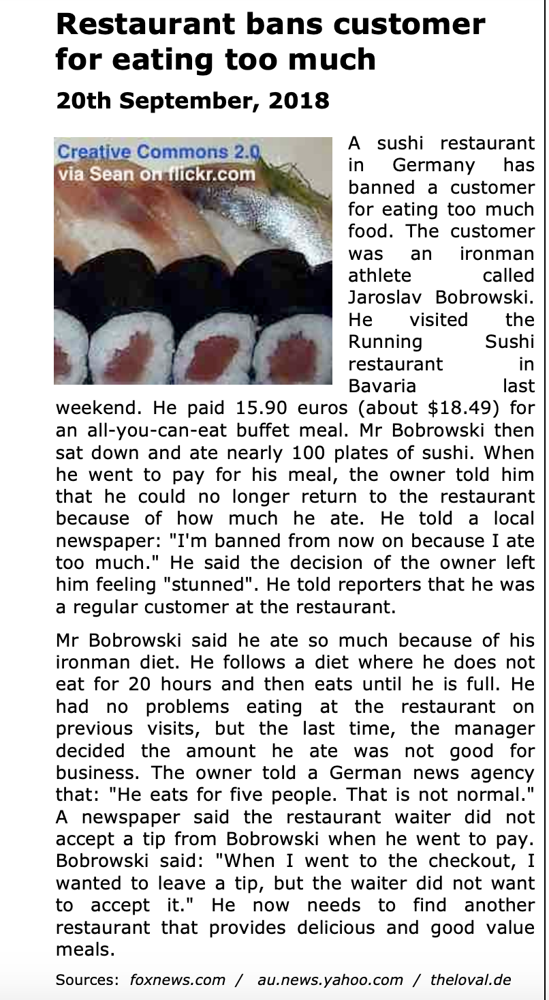 Restaurant bans customer
for eating too much
20th September, 2018
Creative Commons 2.0
via Sean on flickr.com
A sushi restaurant
in Germany has
banned a customer
for eating too much
food. The customer
was an ironman
athlete called
Jaroslav Bobrowski.
He visited the
Running Sushi
restaurant in
Bavaria last
weekend. He paid 15.90 euros (about $18.49) for
an all-you-can-eat buffet meal. Mr Bobrowski then
sat down and ate nearly 100 plates of sushi. When
he went to pay for his meal, the owner told him
that he could no longer return to the restaurant
because of how much he ate. He told a local
newspaper: "I'm banned from now on because I ate
too much." He said the decision of the owner left
him feeling "stunned". He told reporters that he was
a regular customer at the restaurant.
Mr Bobrowski said he ate so much because of his
ironman diet. He follows a diet where he does not
eat for 20 hours and then eats until he is full. He
had no problems eating at the restaurant on
previous visits, but the last time, the manager
decided the amount he ate was not good for
business. The owner told a German news agency
that: "He eats for five people. That is not normal."
A newspaper said the restaurant waiter did not
accept a tip from Bobrowski when he went to pay.
Bobrowski said: "When I went to the checkout, I
wanted to leave a tip, but the waiter did not want
to accept it." He now needs to find another
restaurant that provides delicious and good value
meals.
Sources: foxnews.com / au.news.yahoo.com / theloval.de